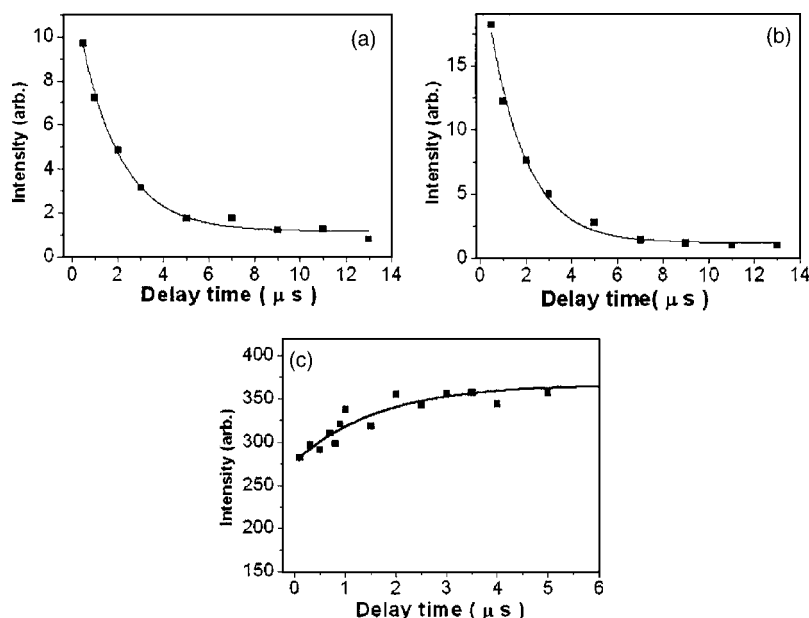 (a)
Intensity (arb.)
10
8
6
4
2
0
0 2 4 6 8 10 12 14
Delay time ( μ s )
(b)
Intensity (arb.)
15
10
5
0
0 2 4 6 8 10 12 14
Delay time( μ s )
(c)
Intensity (arb.)
400
350
300
250
200
150
0 1 2 3 4 5 6
Delay time ( μ s )